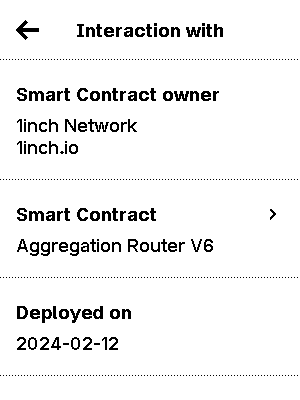 Interaction with
Smart Contract owner
1inch Network
1inch.io
Smart Contract
Aggregation Router V6
Deployed on
2024-02-12